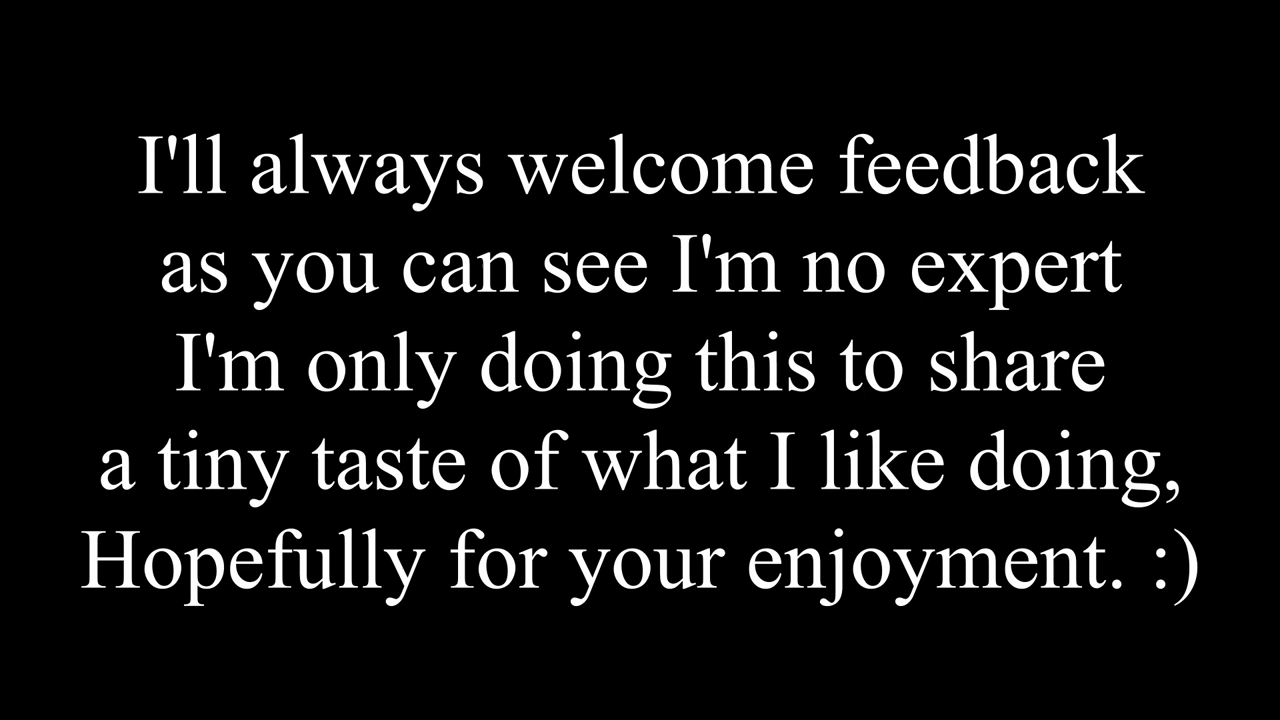 I'll always welcome feedback
as you can see I'm no expert
I'm only doing this to share
a tiny taste of what I like doing,
Hopefully for your enjoyment. :)